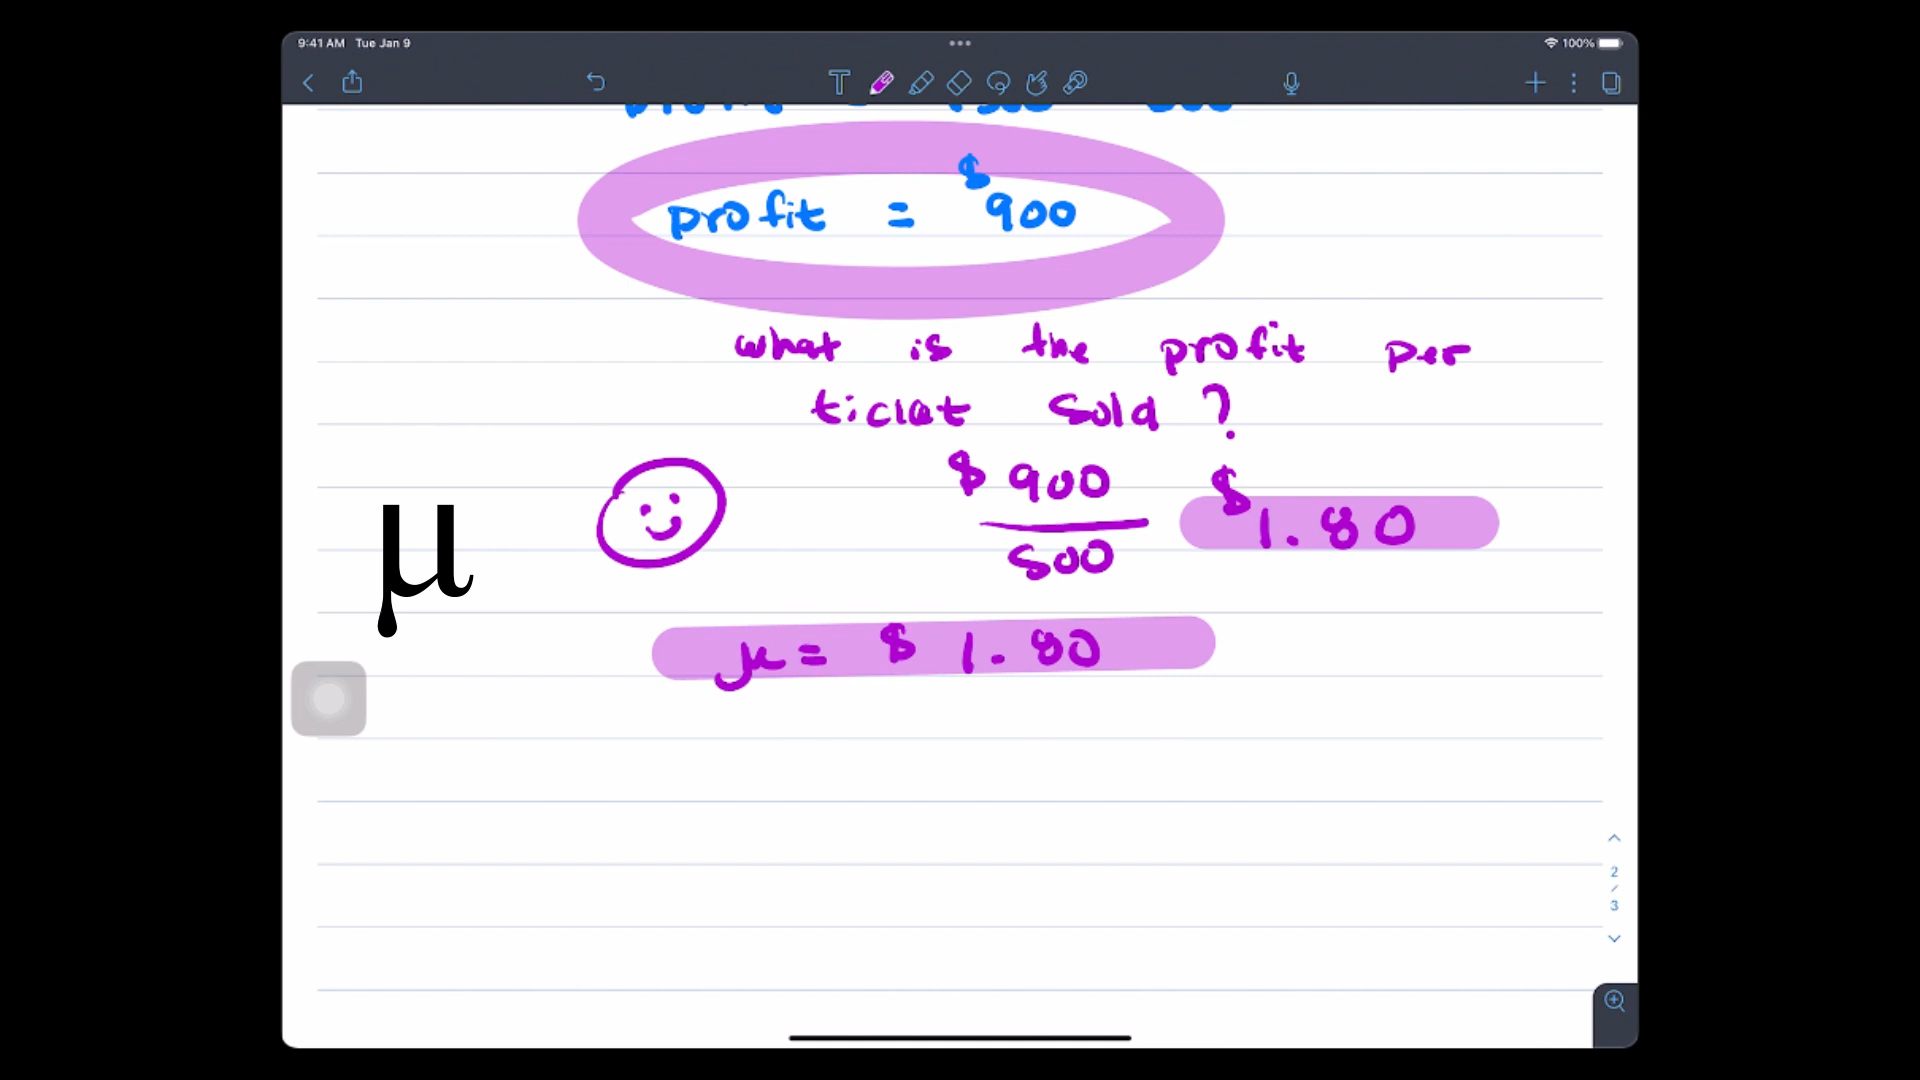 9:41 AM Tue Jan 9
100%
profit = $900
what is the profit per
ticket sold ?
$ 900
500
$1.80
μ
μ = $ 1.80
2
/
3